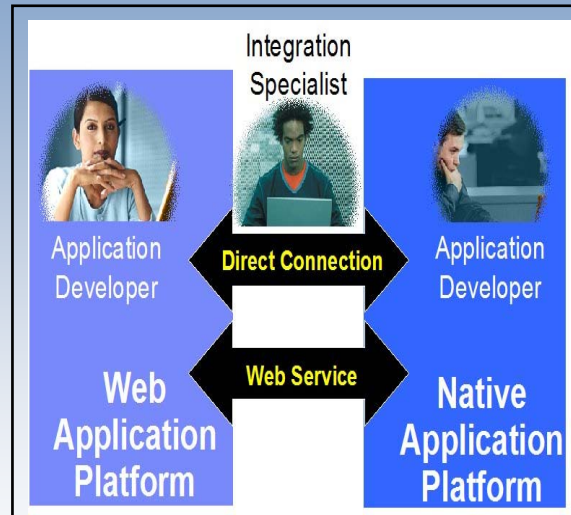 Integration
Specialist
Application
Developer
Direct Connection
Application
Developer
Web Service
Web
Application
Platform
Native
Application
Platform